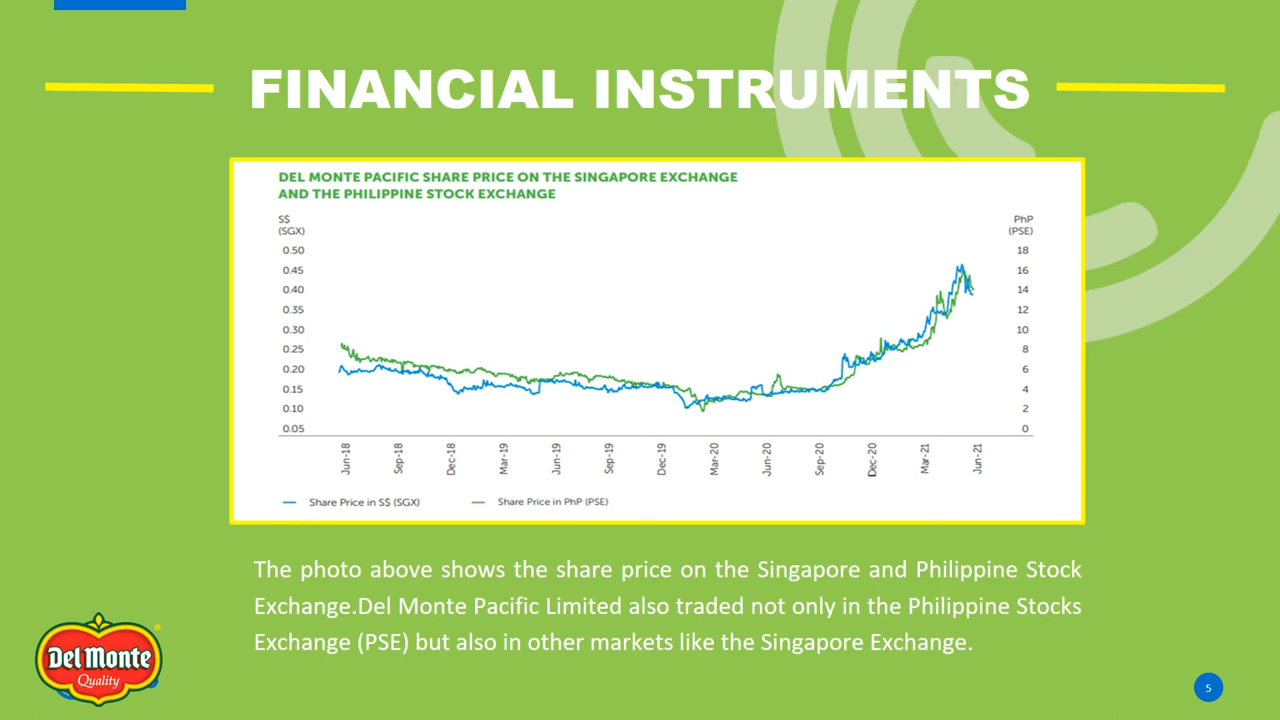 FINANCIAL INSTRUMENTS
DEL MONTE PACIFIC SHARE PRICE ON THE SINGAPORE EXCHANGE
AND THE PHILIPPINE STOCK EXCHANGE
S$
(SGX)
PhP
(PSE)
0.50
0.45
0.40
0.35
0.30
0.25
0.20
0.15
0.10
0.05
18
16
14
12
10
8
6
4
2
0
Jun-18
Sep-18
Dec-18
Mar-19
Jun-19
Sep-19
Dec-19
Mar-20
Jun-20
Sep-20
Dec-20
Mar-21
Jun-21
Share Price in S$ (SGX)
Share Price in PhP (PSE)
The photo above shows the share price on the Singapore and Philippine Stock
Exchange.Del Monte Pacific Limited also traded not only in the Philippine Stocks
Exchange (PSE) but also in other markets like the Singapore Exchange.
Del Monte
Quality
5